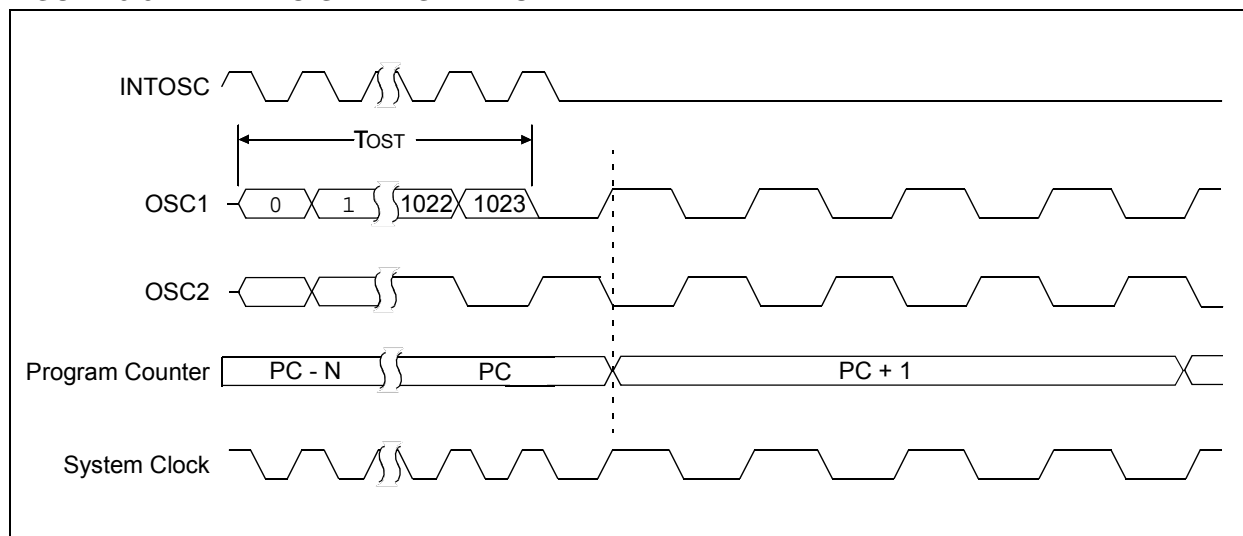 INTOSC
TOST
OSC1
0 1 1022 1023
OSC2
Program Counter
PC - N PC PC + 1
System Clock